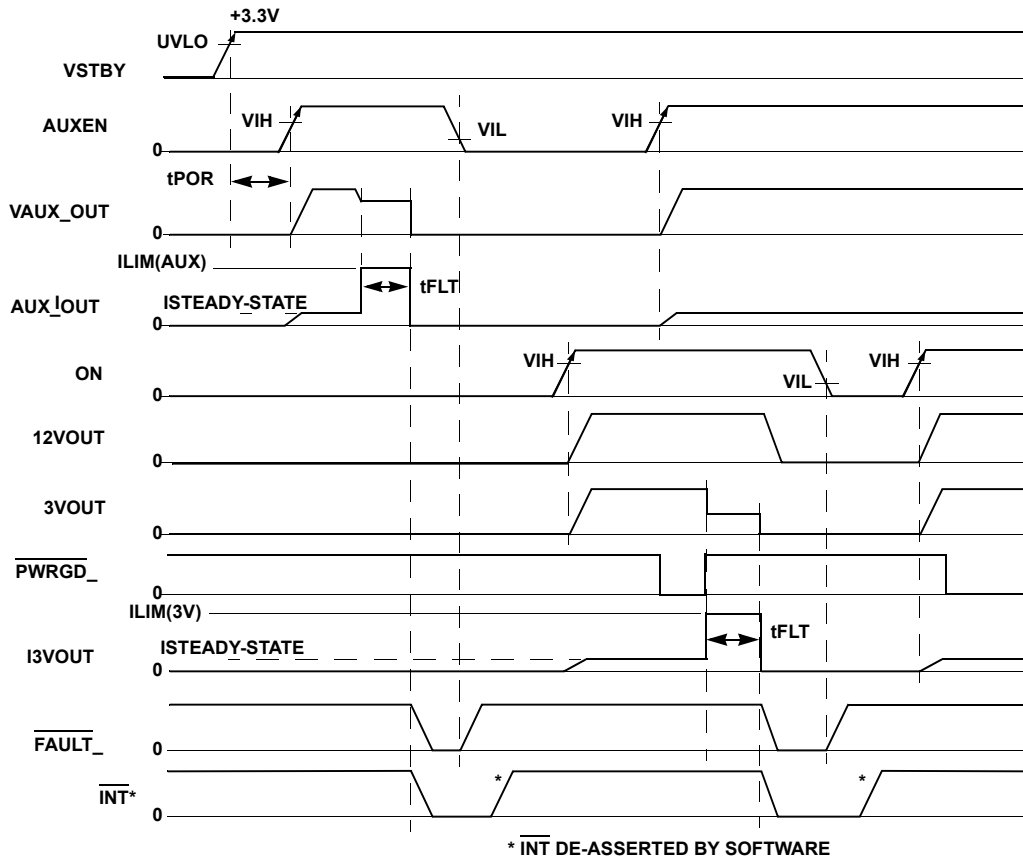 +3.3V
UVLO
VSTBY
VIH
VIL
VIH
AUXEN
0
tPOR
VAUX_OUT
0
ILIM(AUX)
tFLT
ISTEADY-STATE
AUX_IOUT
0
VIH
VIL
VIH
ON
0
12VOUT
0
3VOUT
0
PWRGD_
0
ILIM(3V)
tFLT
ISTEADY-STATE
I3VOUT
0
FAULT_
0
* *
INT*
0
* INT DE-ASSERTED BY SOFTWARE